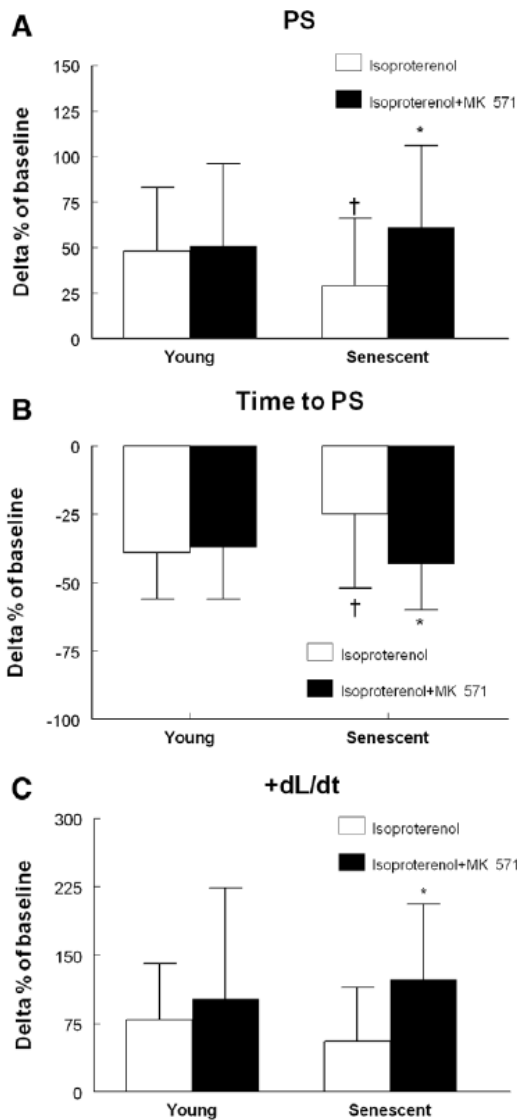 A
PS
Delta % of baseline
150
125
100
75
50
25
0
Isoproterenol
Isoproterenol+MK 571
†
*
Young
Senescent
B
Time to PS
Delta % of baseline
0
-25
-50
-75
-100
†
*
Isoproterenol
Isoproterenol+MK 571
Young
Senescent
C
+dL/dt
Delta % of baseline
300
225
150
75
0
Isoproterenol
Isoproterenol+MK 571
*
Young
Senescent